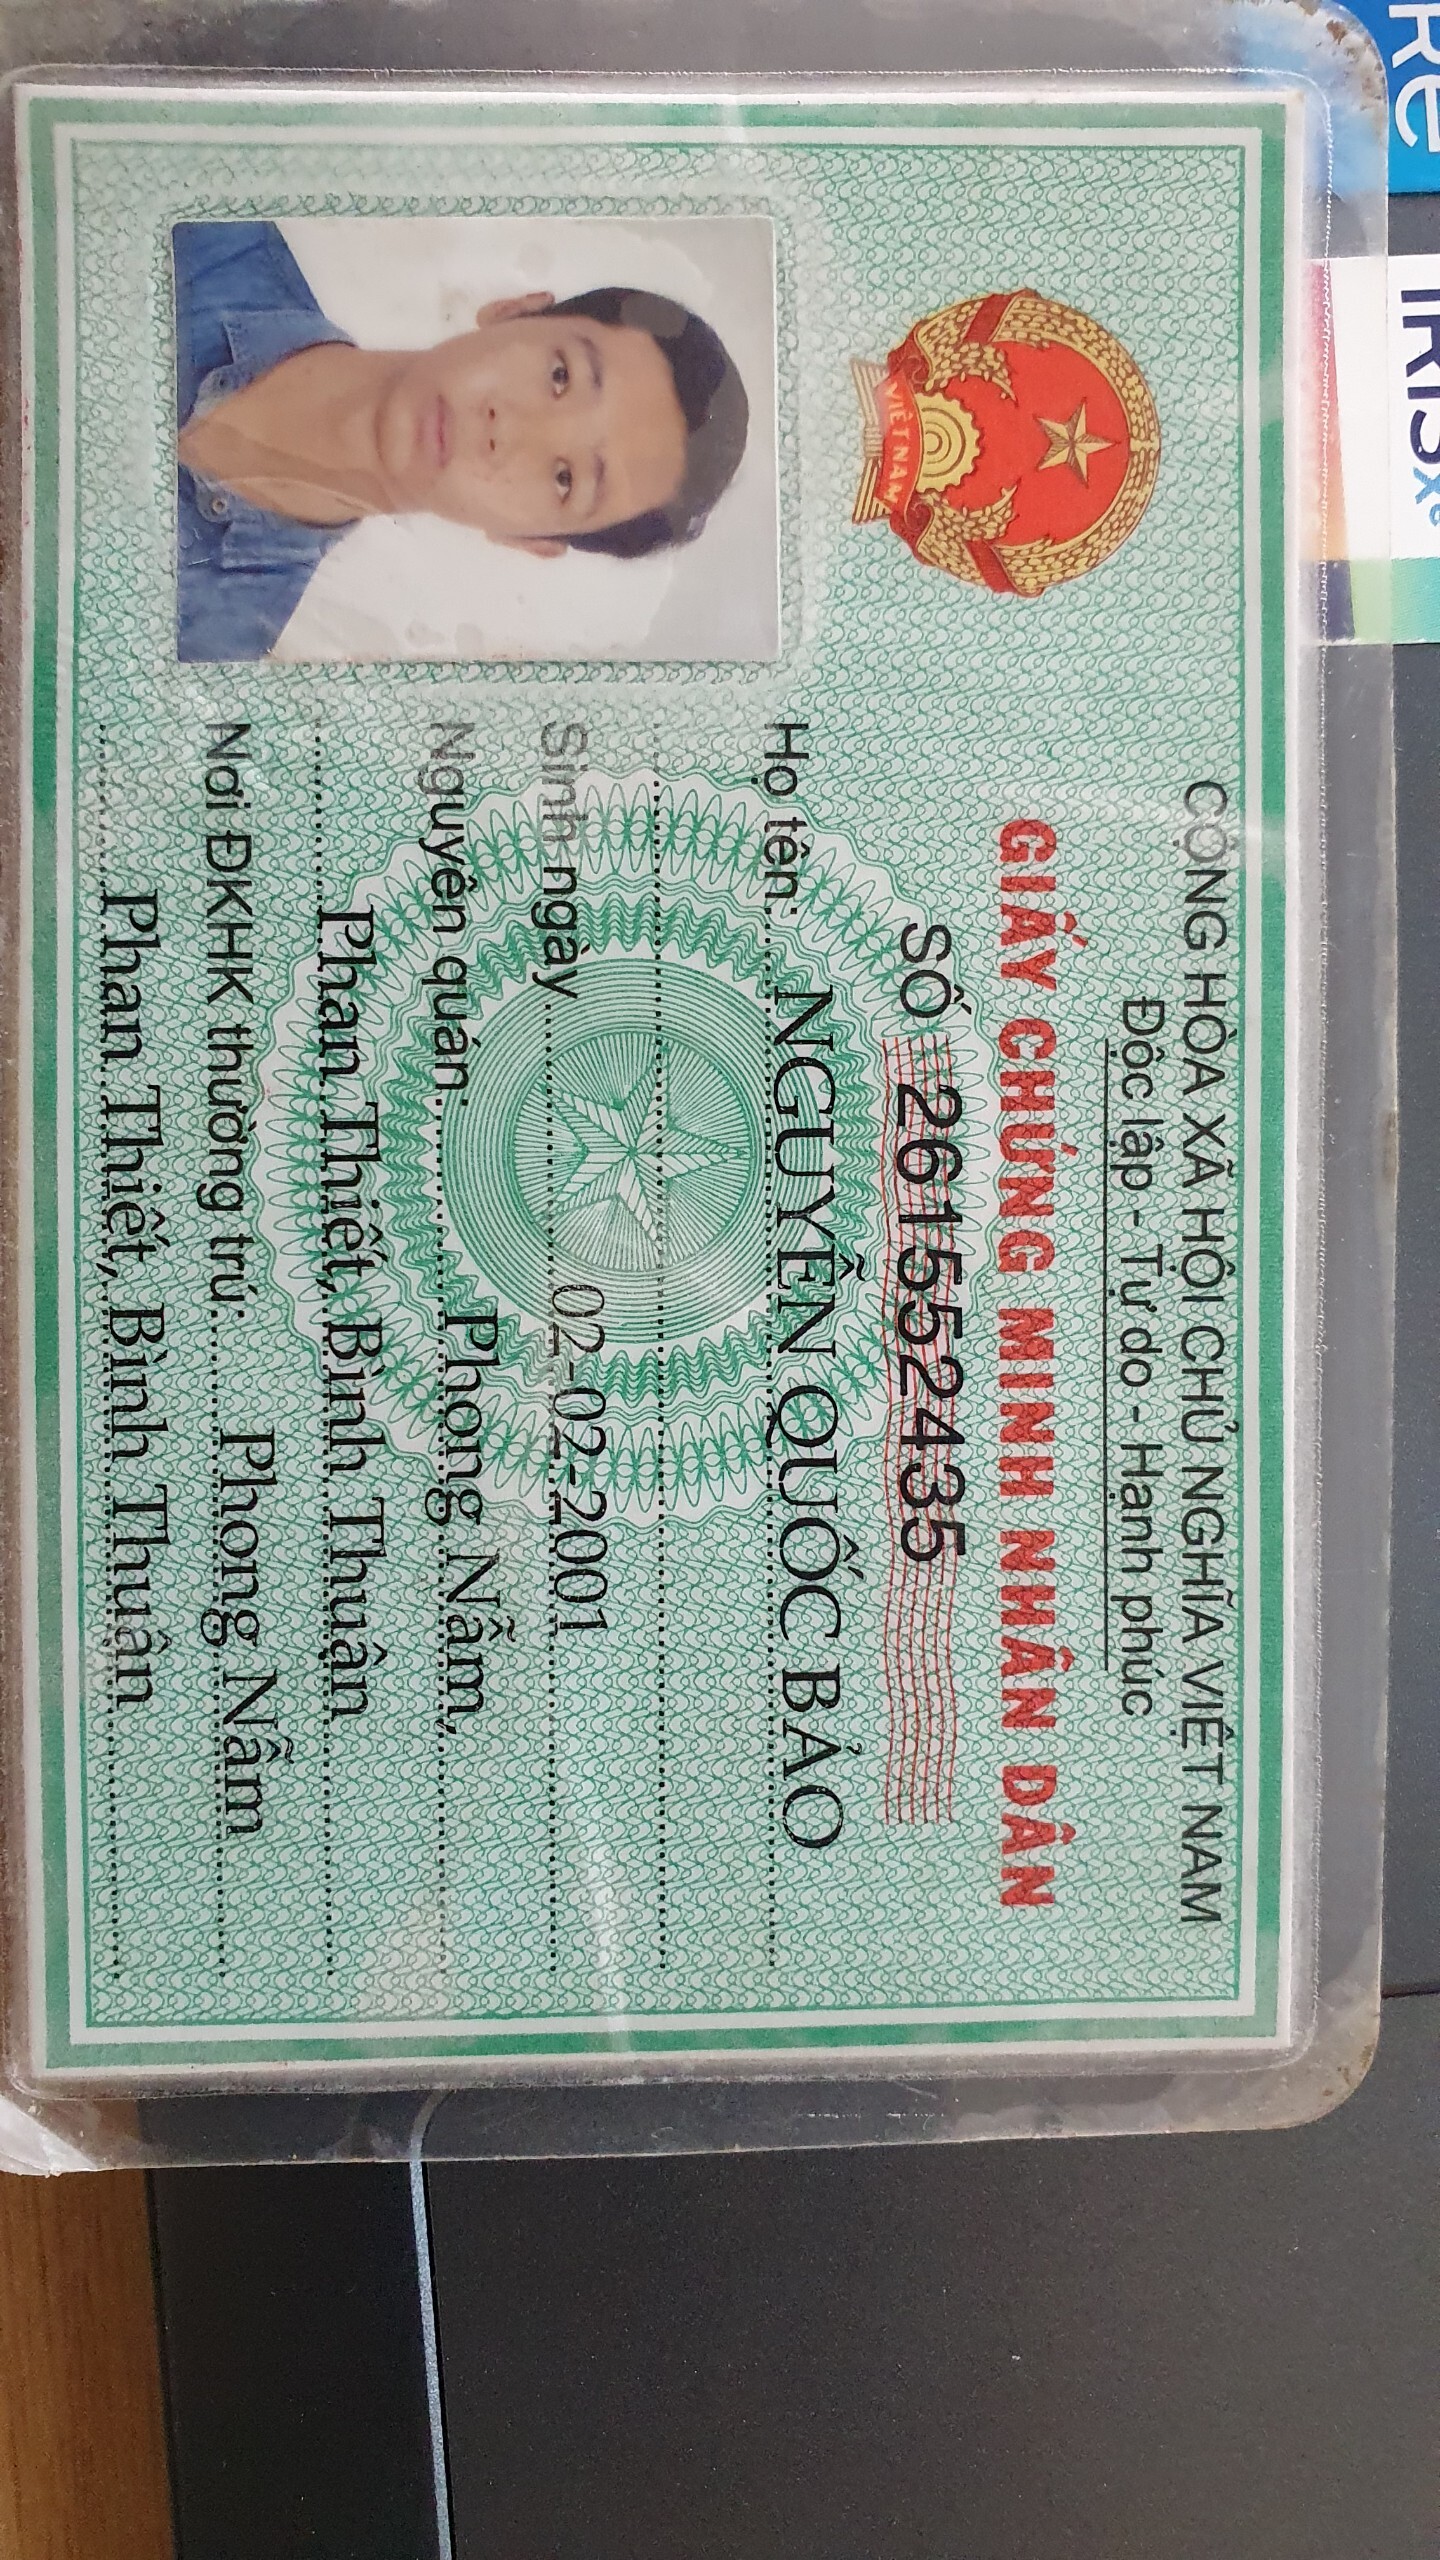 CỘNG HÒA XÃ HỘI CHỦ NGHĨA VIỆT NAM
Độc lập - Tự do - Hạnh phúc
GIẤY CHỨNG MINH NHÂN DÂN
SỐ 261552435
Họ tên: NGUYỄN QUỐC BẢO
Sinh ngày 02-02-2001
Nguyên quán: Phong Nẫm,
Phan Thiết, Bình Thuận
Nơi ĐKHK thường trú: Phong Nẫm
Phan Thiết, Bình Thuận
VIỆT NAM